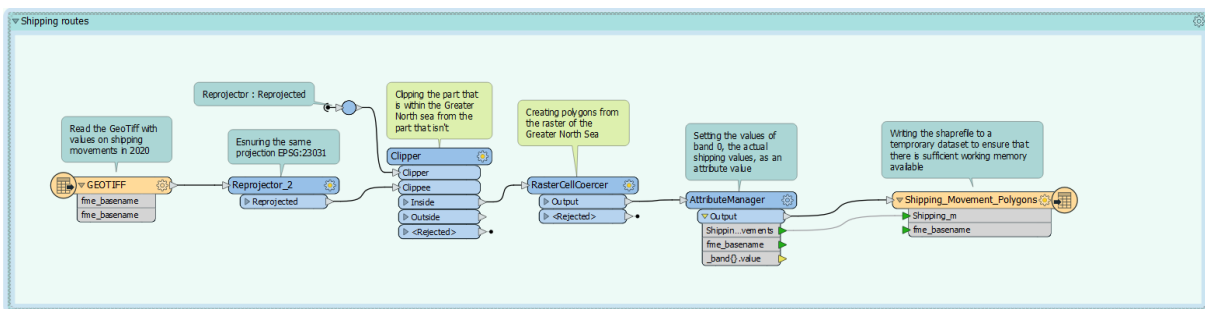 Shipping routes
Reprojector : Reprojected
Clipping the part that
is within the Greater
North sea from the
part that isn't
Creating polygons from
the raster of the
Greater North Sea
Read the GeoTiff with
values on shipping
movements in 2020
Esnuring the same
projection EPSG:23031
Setting the values of
band 0, the actual
shipping values, as an
attribute value
Writing the shaprefile to a
temprorary dataset to ensure that
there is sufficient working memory
available
GEOTIFF
fme_basename
fme_basename
Reprojector_2
Reprojected
Clipper
Clipper
Clippee
Inside
Outside
<Rejected>
RasterCellCoercer
Output
<Rejected>
AttributeManager
Output
Shippin...vements
fme_basename
_band{}.value
Shipping_Movement_Polygons
Shipping_m
fme_basename